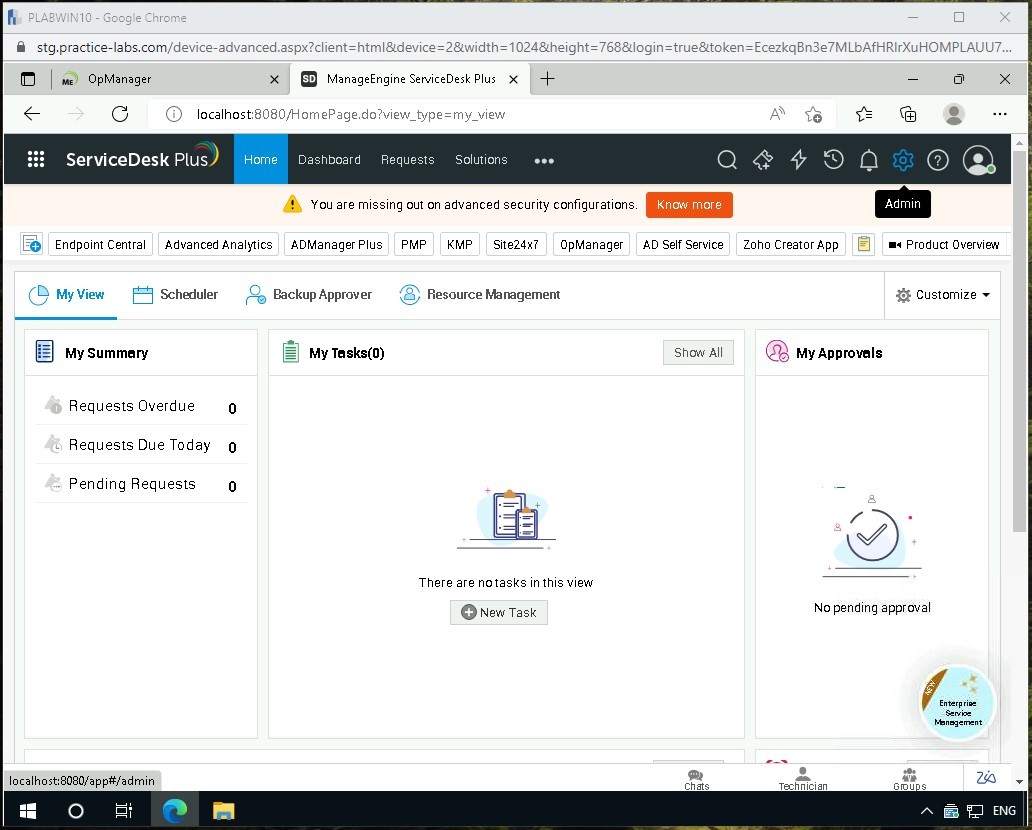 PLABWIN10 - Google Chrome
stg.practice-labs.com/device-advanced.aspx?client=html&device=2&width=1024&height=768&login=true&token=EcezkqBn3e7MLbAfHRIrXuHOMPLAUU7...
ME OpManager
SD ManageEngine ServiceDesk Plus
localhost:8080/HomePage.do?view_type=my_view
ServiceDesk Plus Home Dashboard Requests Solutions
You are missing out on advanced security configurations. Know more
Admin
Endpoint Central Advanced Analytics ADManager Plus PMP KMP Site24x7 OpManager AD Self Service Zoho Creator App Product Overview
My View Scheduler Backup Approver Resource Management Customize
My Summary
Requests Overdue 0
Requests Due Today 0
Pending Requests 0
My Tasks(0) Show All
There are no tasks in this view
New Task
My Approvals
No pending approval
NEW
Enterprise
Service
Management
localhost:8080/app#/admin
Chats Technician Groups
ENG